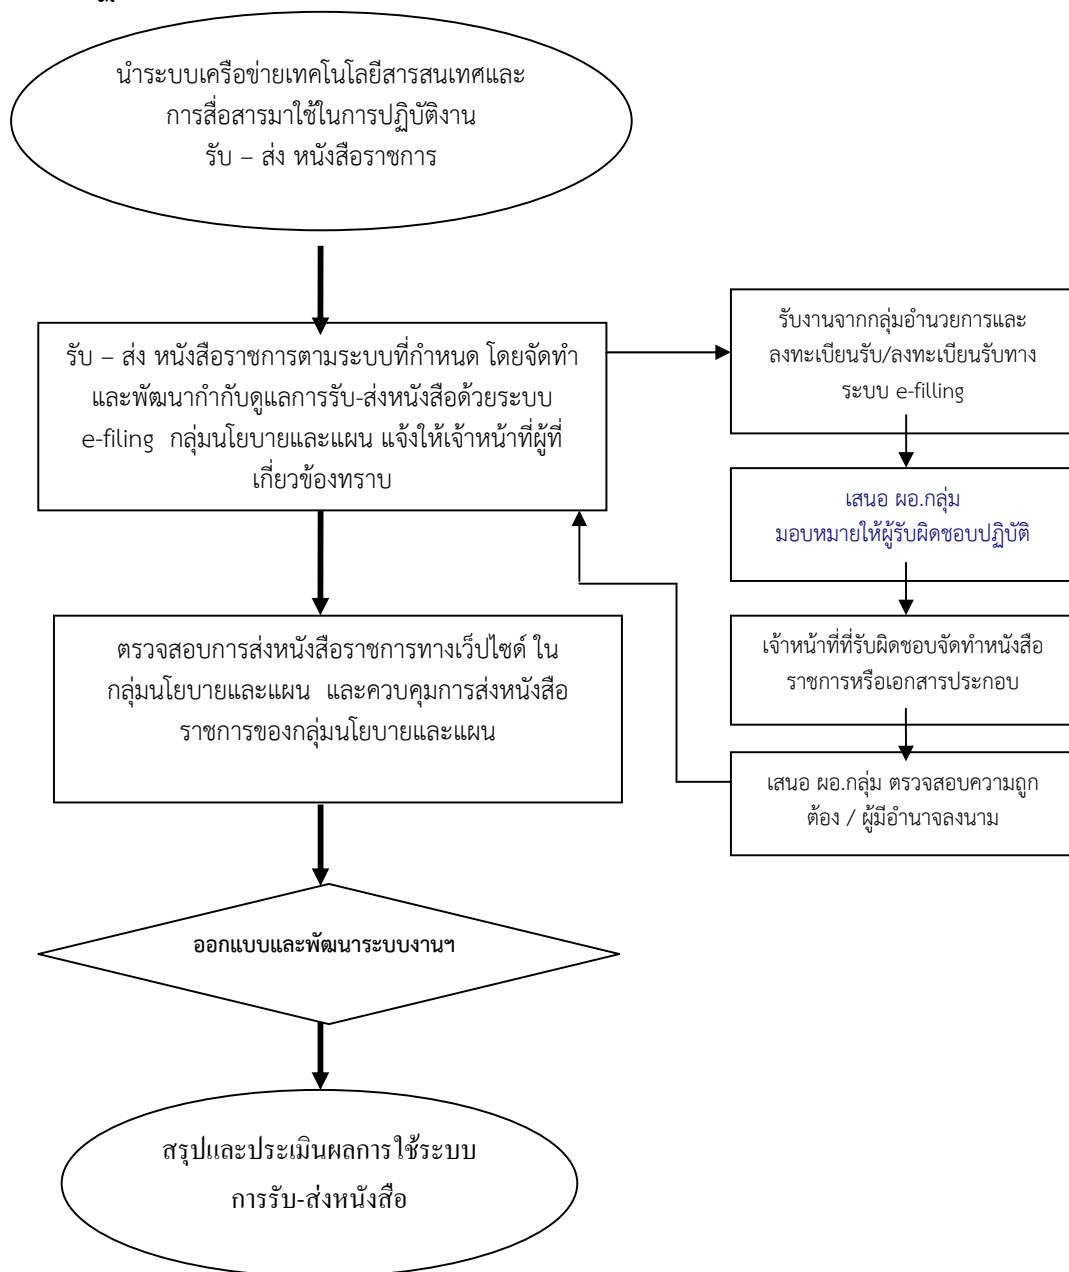 นำระบบเครือข่ายเทคโนโลยีสารสนเทศและ
การสื่อสารมาใช้ในการปฏิบัติงาน
รับ – ส่ง หนังสือราชการ
รับ – ส่ง หนังสือราชการตามระบบที่กำหนด โดยจัดทำ
และพัฒนากำกับดูแลการรับ-ส่งหนังสือด้วยระบบ
e-filing กลุ่มนโยบายและแผน แจ้งให้เจ้าหน้าที่ผู้ที่
เกี่ยวข้องทราบ
รับงานจากกลุ่มอำนวยการและ
ลงทะเบียนรับ/ลงทะเบียนรับทาง
ระบบ e-filling
เสนอ ผอ.กลุ่ม
มอบหมายให้ผู้รับผิดชอบปฏิบัติ
เจ้าหน้าที่ที่รับผิดชอบจัดทำหนังสือ
ราชการหรือเอกสารประกอบ
เสนอ ผอ.กลุ่ม ตรวจสอบความถูก
ต้อง / ผู้มีอำนาจลงนาม
ตรวจสอบการส่งหนังสือราชการทางเว็ปไซด์ ใน
กลุ่มนโยบายและแผน และควบคุมการส่งหนังสือ
ราชการของกลุ่มนโยบายและแผน
ออกแบบและพัฒนาระบบงานฯ
สรุปและประเมินผลการใช้ระบบ
การรับ-ส่งหนังสือ